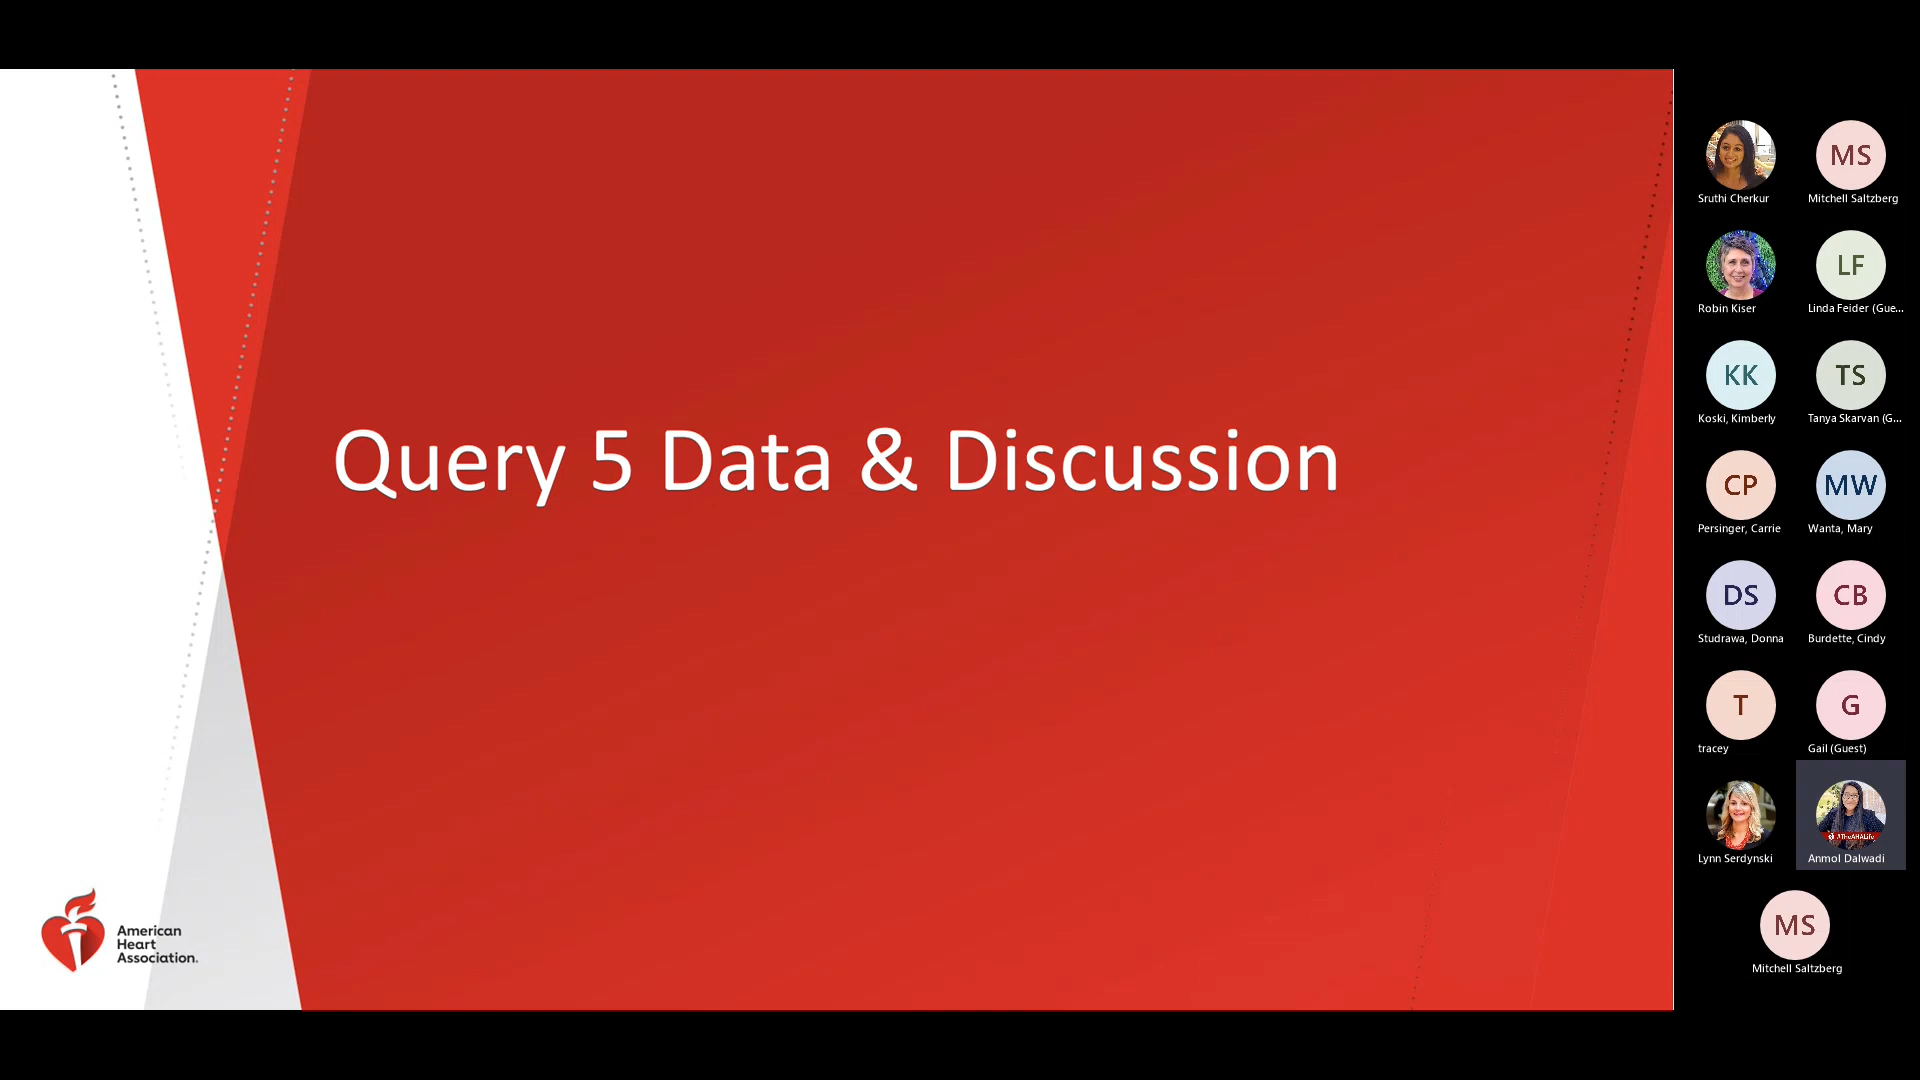 Query 5 Data & Discussion
American
Heart
Association.
Sruthi Cherkur
MS
Mitchell Saltzberg
Robin Kiser
LF
Linda Feider (Gue...
KK
Koski, Kimberly
TS
Tanya Skarvan (G...
CP
Persinger, Carrie
MW
Wanta, Mary
DS
Studrawa, Donna
CB
Burdette, Cindy
T
tracey
G
Gail (Guest)
Lynn Serdynski
#TheAHALife
Anmol Dalwadi
MS
Mitchell Saltzberg